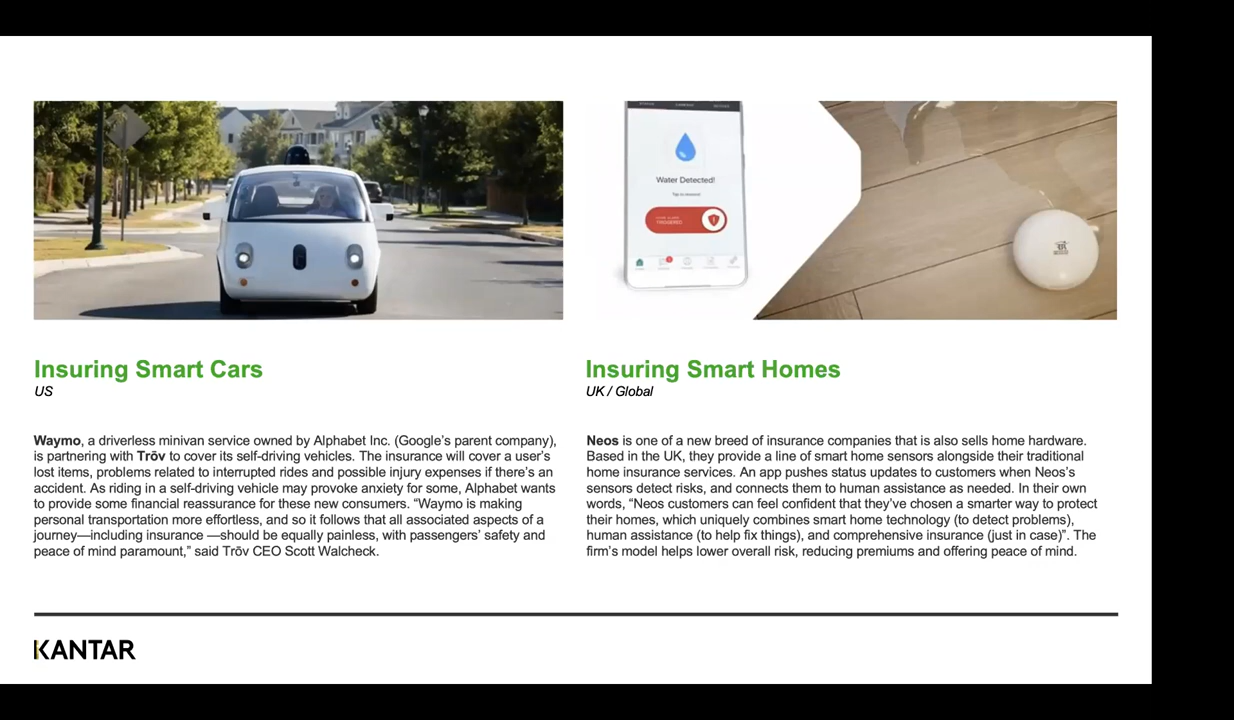 Water Detected!
Insuring Smart Cars
US
Waymo, a driverless minivan service owned by Alphabet Inc. (Google's parent company),
is partnering with Trōv to cover its self-driving vehicles. The insurance will cover a user's
lost items, problems related to interrupted rides and possible injury expenses if there's an
accident. As riding in a self-driving vehicle may provoke anxiety for some, Alphabet wants
to provide some financial reassurance for these new consumers. “Waymo is making
personal transportation more effortless, and so it follows that all associated aspects of a
journey—including insurance —should be equally painless, with passengers' safety and
peace of mind paramount,” said Trōv CEO Scott Walcheck.
Insuring Smart Homes
UK / Global
Neos is one of a new breed of insurance companies that is also sells home hardware.
Based in the UK, they provide a line of smart home sensors alongside their traditional
home insurance services. An app pushes status updates to customers when Neos's
sensors detect risks, and connects them to human assistance as needed. In their own
words, “Neos customers can feel confident that they've chosen a smarter way to protect
their homes, which uniquely combines smart home technology (to detect problems),
human assistance (to help fix things), and comprehensive insurance (just in case)”. The
firm's model helps lower overall risk, reducing premiums and offering peace of mind.
KANTAR